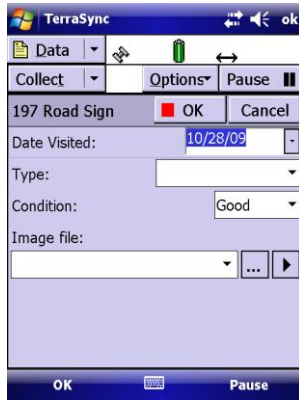 TerraSync ok
Data
Collect Options Pause
197 Road Sign OK Cancel
Date Visited: 10/28/09
Type:
Condition: Good
Image file:
...
OK Pause